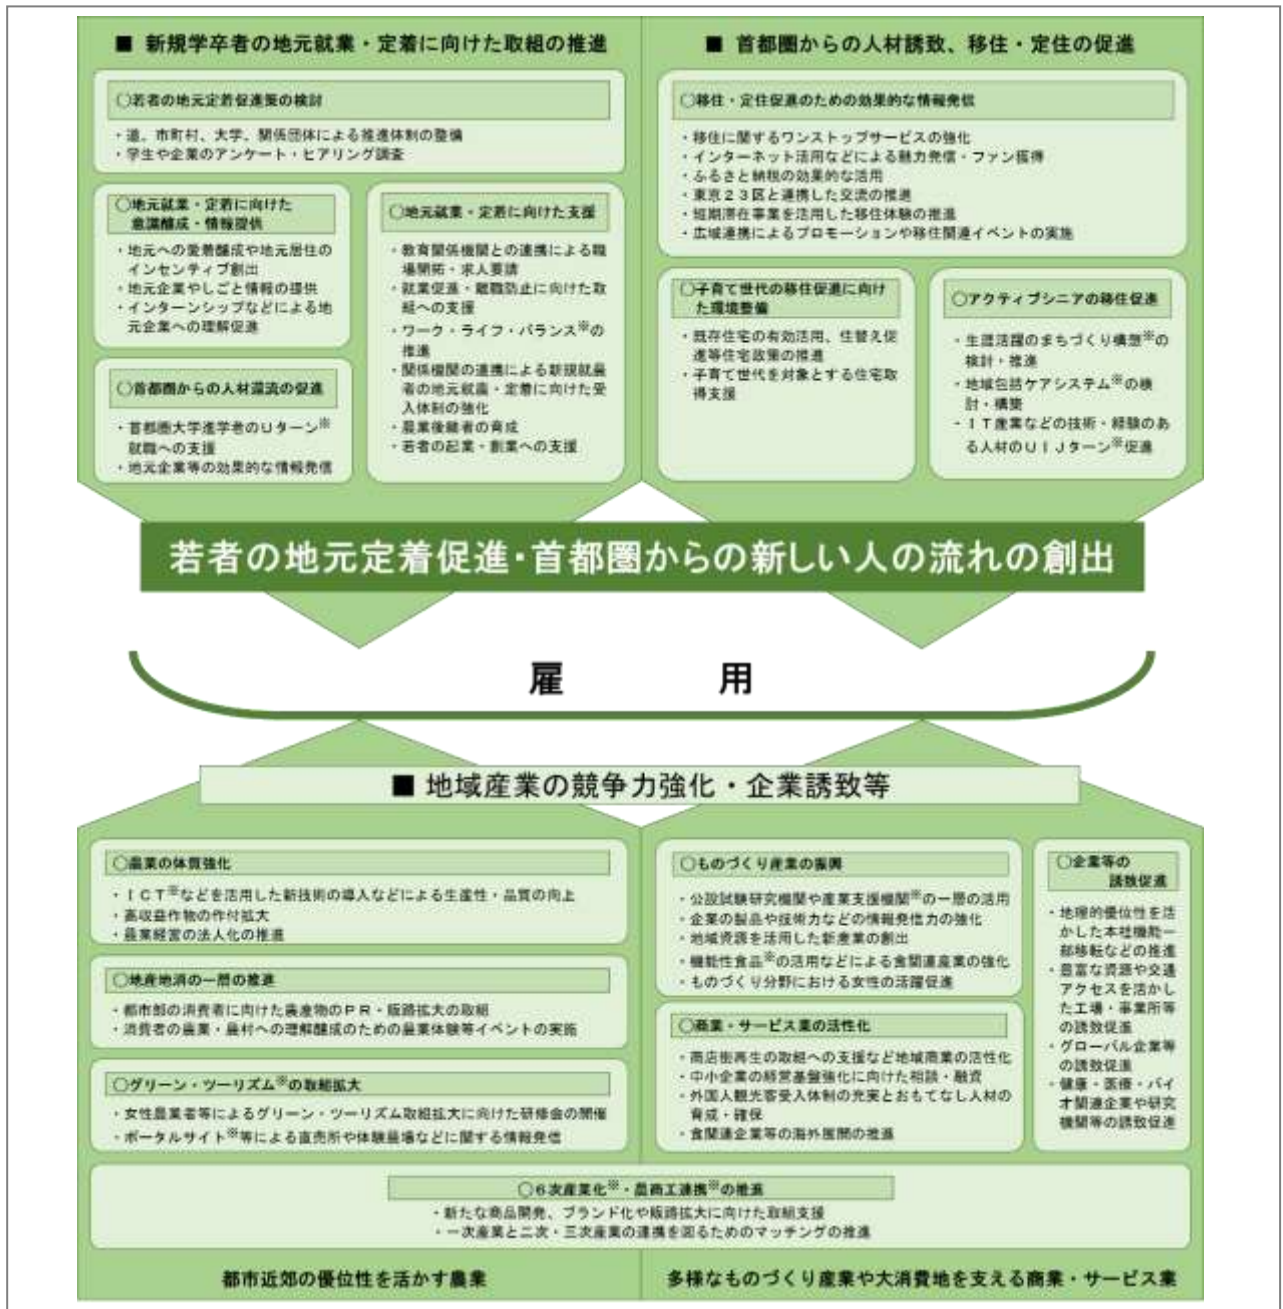 ■ 新規学卒者の地元就業・定着に向けた取組の推進
○若者の地元定着促進策の検討
・道、市町村、大学、関係団体による推進体制の整備
・学生や企業のアンケート・ヒアリング調査
○地元就業・定着に向けた
意識醸成・情報提供
・地元への愛着醸成や地元居住の
インセンティブ創出
・地元企業やしごと情報の提供
・インターンシップなどによる地
元企業への理解促進
○首都圏からの人材還流の促進
・首都圏大学進学者のUターン※
就職への支援
・地元企業等の効果的な情報発信
○地元就業・定着に向けた支援
・教育関係機関との連携による職
場開拓・求人要請
・就業促進・離職防止に向けた取
組への支援
・ワーク・ライフ・バランス※の
推進
・関係機関の連携による新規就農
者の地元就農・定着に向けた受
入体制の強化
・農業後継者の育成
・若者の起業・創業への支援
■ 首都圏からの人材誘致、移住・定住の促進
○移住・定住促進のための効果的な情報発信
・移住に関するワンストップサービスの強化
・インターネット活用などによる魅力発信・ファン獲得
・ふるさと納税の効果的な活用
・東京23区と連携した交流の推進
・短期滞在事業を活用した移住体験の推進
・広域連携によるプロモーションや移住関連イベントの実施
○子育て世代の移住促進に向け
た環境整備
・既存住宅の有効活用、住替え促
進等住宅政策の推進
・子育て世代を対象とする住宅取
得支援
○アクティブシニアの移住促進
・生涯活躍のまちづくり構想※の
検討・推進
・地域包括ケアシステム※の検
討・構築
・IT産業などの技術・経験のあ
る人材のUIJターン※促進
若者の地元定着促進・首都圏からの新しい人の流れの創出
雇 用
■ 地域産業の競争力強化・企業誘致等
○農業の体質強化
・ICT※などを活用した新技術の導入などによる生産性・品質の向上
・高収益作物の作付拡大
・農業経営の法人化の推進
○地産地消の一層の推進
・都市部の消費者に向けた農産物のPR・販路拡大の取組
・消費者の農業・農村への理解醸成のための農業体験等イベントの実施
○グリーン・ツーリズム※の取組拡大
・女性農業者等によるグリーン・ツーリズム取組拡大に向けた研修会の開催
・ポータルサイト※等による直売所や体験農場などに関する情報発信
○ものづくり産業の振興
・公設試験研究機関や産業支援機関※の一層の活用
・企業の製品や技術力などの情報発信力の強化
・地域資源を活用した新産業の創出
・機能性食品※の活用などによる食関連産業の強化
・ものづくり分野における女性の活躍促進
○商業・サービス業の活性化
・商店街再生の取組への支援など地域商業の活性化
・中小企業の経営基盤強化に向けた相談・融資
・外国人観光客受入体制の充実とおもてなし人材の
育成・確保
・食関連企業等の海外展開の推進
○企業等の
誘致促進
・地理的優位性を活
かした本社機能一
部移転などの推進
・豊富な資源や交通
アクセスを活かし
た工場・事業所等
の誘致促進
・グローバル企業等
の誘致促進
・健康・医療・バイ
オ関連企業や研究
機関等の誘致促進
○6次産業化※・農商工連携※の推進
・新たな商品開発、ブランド化や販路拡大に向けた取組支援
・一次産業と二次・三次産業の連携を図るためのマッチングの推進
都市近郊の優位性を活かす農業
多様なものづくり産業や大消費地を支える商業・サービス業